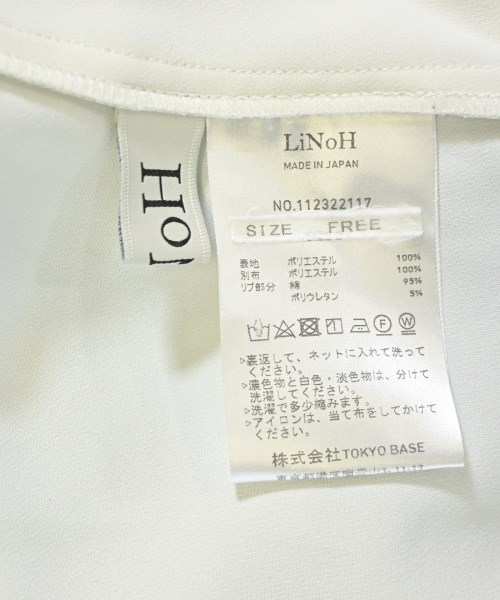 LiNoH
MADE IN JAPAN
NO.112322117
SIZE FREE
表地 ポリエステル 100%
別布 ポリエステル 100%
リブ部分 綿 95%
ポリウレタン 5%
F
W
>裏返して、ネットに入れて洗って
ください。
>濃色物と白色・淡色物は、分けて
洗濯してください。
>洗濯で多少縮みます。
>アイロンは、当て布をしてかけて
ください。
株式会社TOKYO BASE
HoN